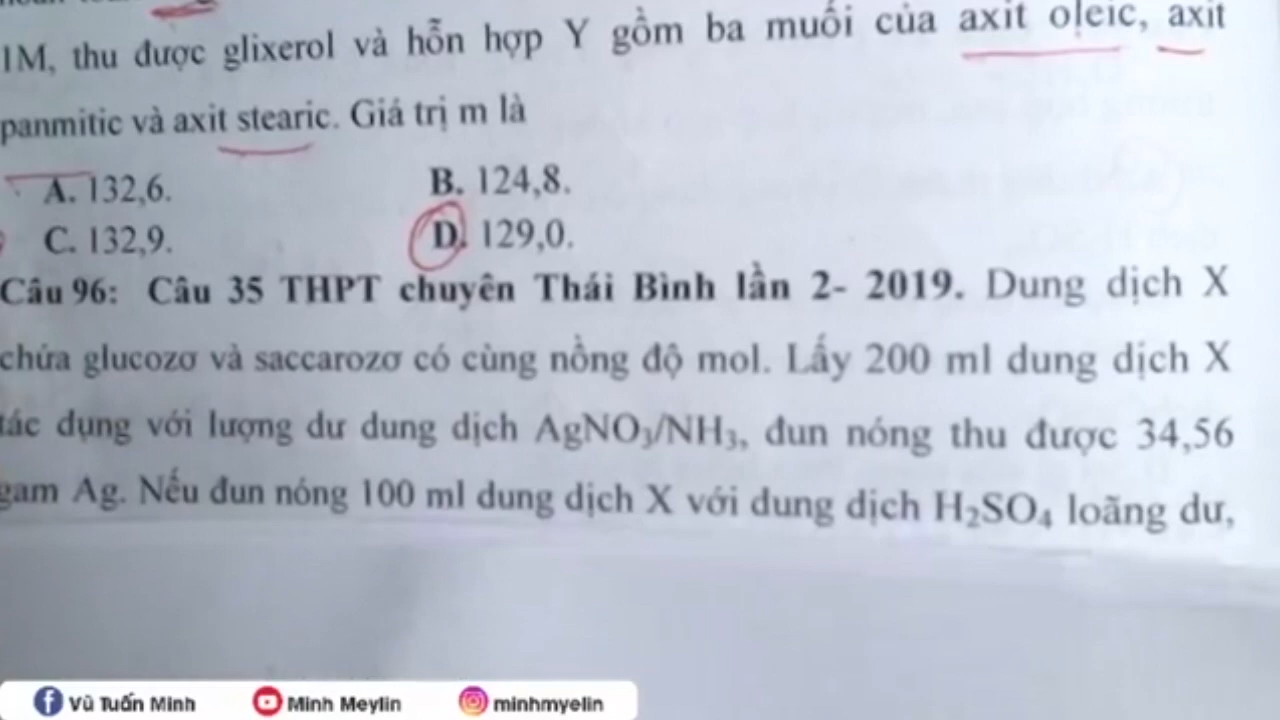 1M, thu được glixerol và hỗn hợp Y gồm ba muối của axit oleic, axit
panmitic và axit stearic. Giá trị m là
A. 132,6. B. 124,8.
C. 132,9. D. 129,0.
Câu 96: Câu 35 THPT chuyên Thái Bình lần 2- 2019. Dung dịch X
chứa glucozơ và saccarozơ có cùng nồng độ mol. Lấy 200 ml dung dịch X
tác dụng với lượng dư dung dịch AgNO₃/NH₃, đun nóng thu được 34,56
gam Ag. Nếu đun nóng 100 ml dung dịch X với dung dịch H₂SO₄ loãng dư,
Vũ Tuấn Minh Minh Meylin minhmyelin